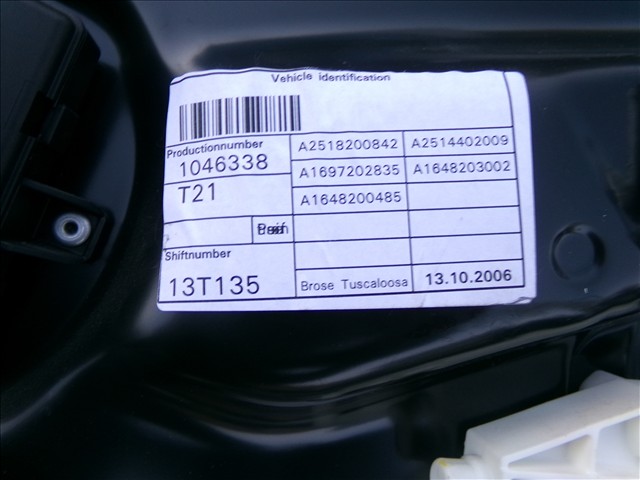 Vehicle identification
Productionnumber
1046338
T21
Shiftnumber
13T135
A2518200842 A2514402009
A1697202835 A1648203002
A1648200485
Brose Tuscaloosa 13.10.2006